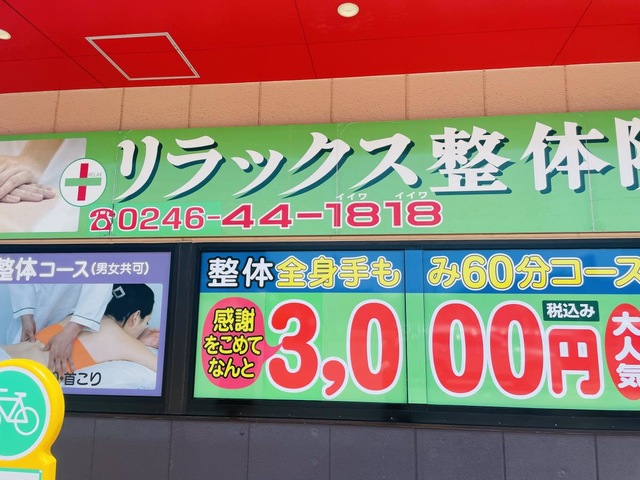 リラックス整体
RELAX
イイワ イイワ
☎0246-44-1818
整体コース(男女共可)
首こり
整体 全身手もみ60分コース
感謝
をこめて
なんと
3,000円
税込み
大人気